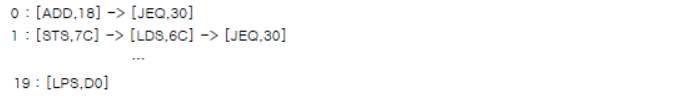 0 : [ADD,18] -> [JEQ,30]
1 : [STS,7C] -> [LDS,6C] -> [JEQ,30]
...
19 : [LPS,D0]